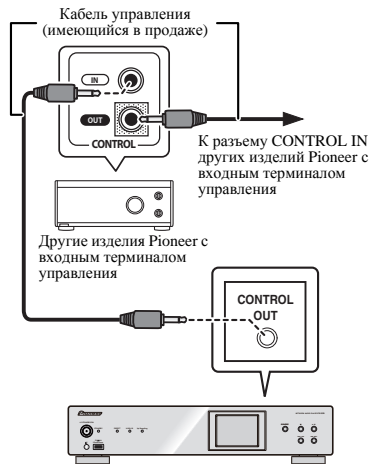 Кабель управления
(имеющийся в продаже)
IN
OUT
CONTROL
К разъему CONTROL IN
других изделий Pioneer с
входным терминалом
управления
Другие изделия Pioneer с
входным терминалом
управления
CONTROL
OUT
Pioneer